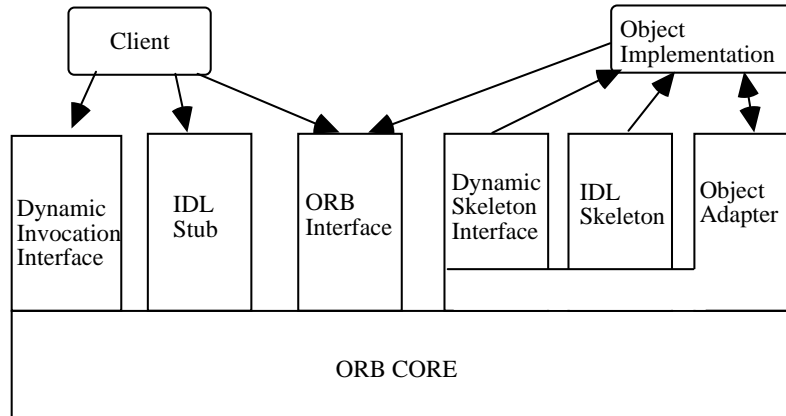 Client
Object
Implementation
Dynamic
Invocation
Interface
IDL
Stub
ORB
Interface
Dynamic
Skeleton
Interface
IDL
Skeleton
Object
Adapter
ORB CORE